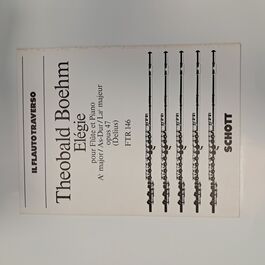 IL FLAUTO TRAVERSO
Theobald Boehm
Elégie
pour Flûte et Piano
A♭ major / As-Dur / La♭ majeur
opus 47
(Delius)
FTR 146
SCHOTT